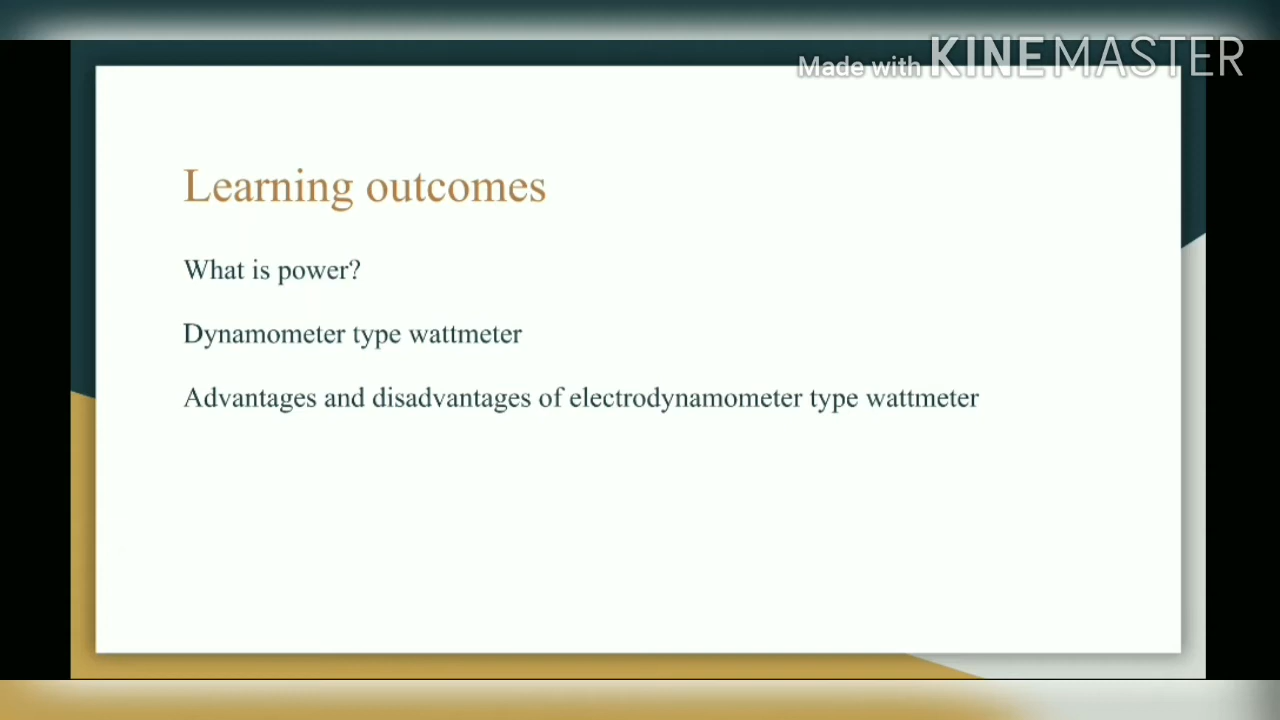 Made with KINEMASTER
Learning outcomes
What is power?
Dynamometer type wattmeter
Advantages and disadvantages of electrodynamometer type wattmeter